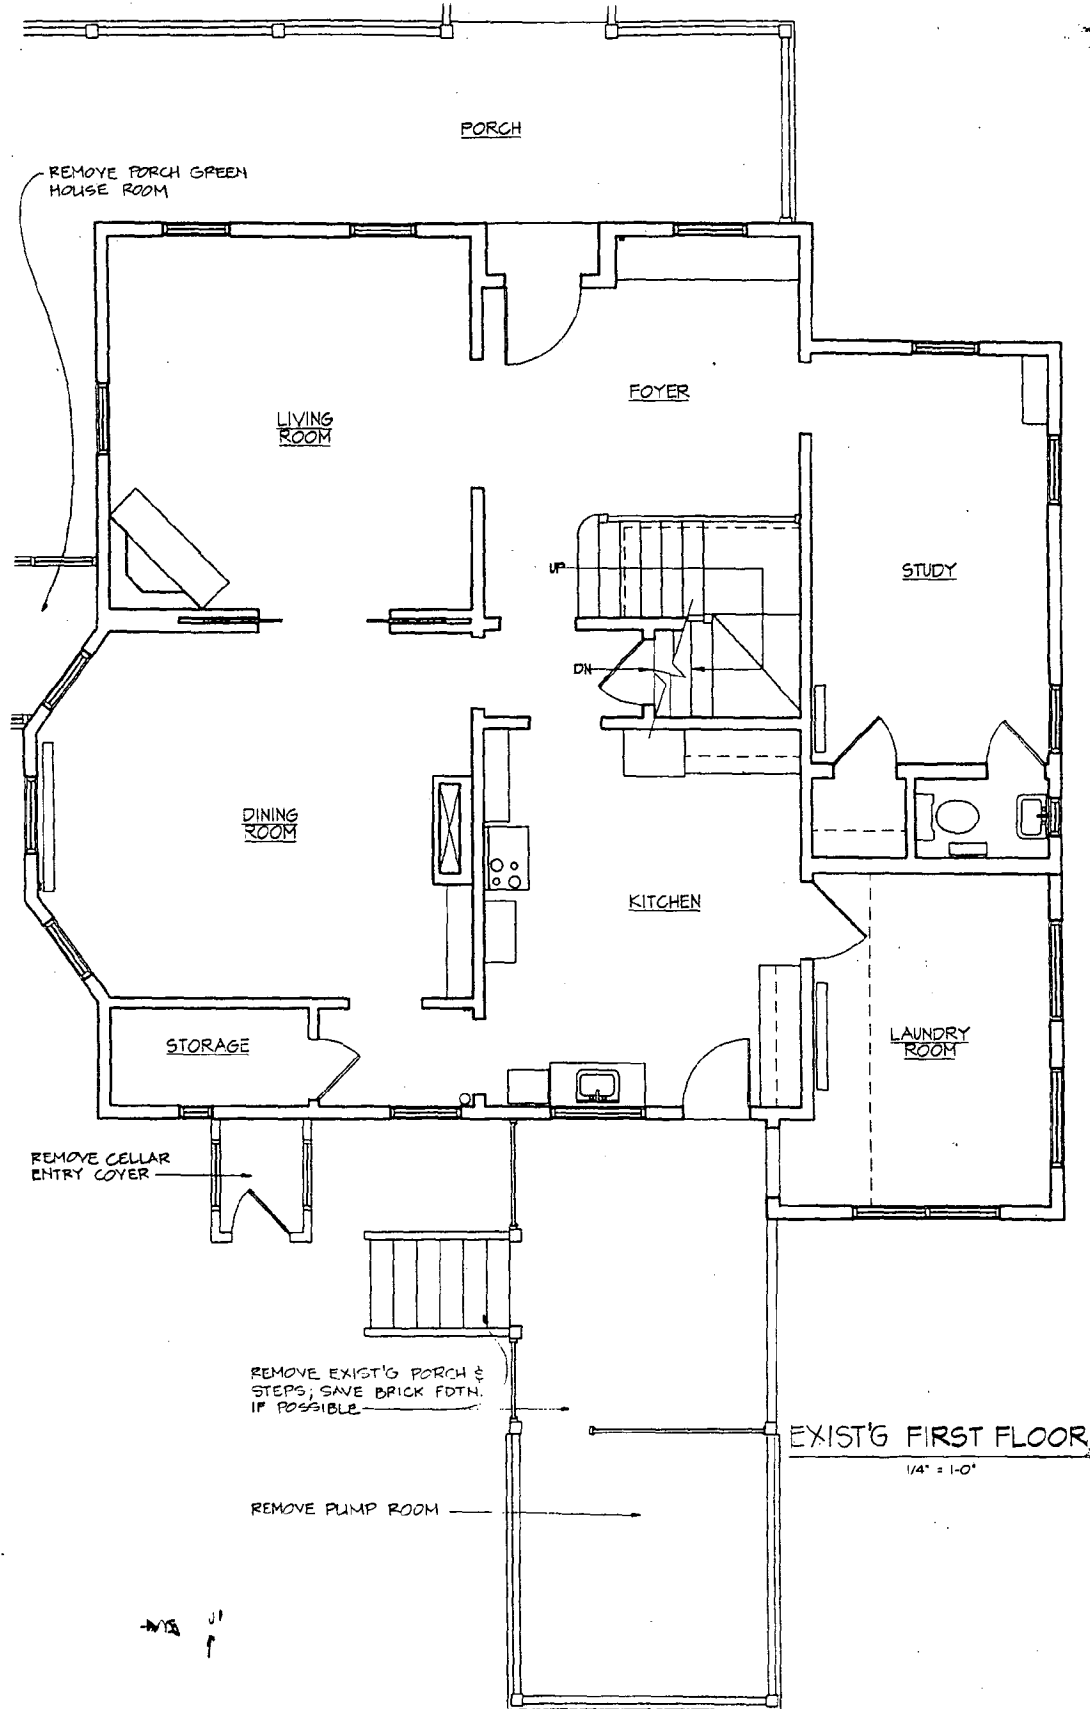 PORCH
REMOVE PORCH GREEN
HOUSE ROOM
LIVING
ROOM
FOYER
UP
STUDY
DN
DINING
ROOM
KITCHEN
STORAGE
LAUNDRY
ROOM
REMOVE CELLAR
ENTRY COVER
REMOVE EXIST'G PORCH &
STEPS; SAVE BRICK FDTN.
IF POSSIBLE
EXIST'G FIRST FLOOR
1/4" = 1-0"
REMOVE PUMP ROOM